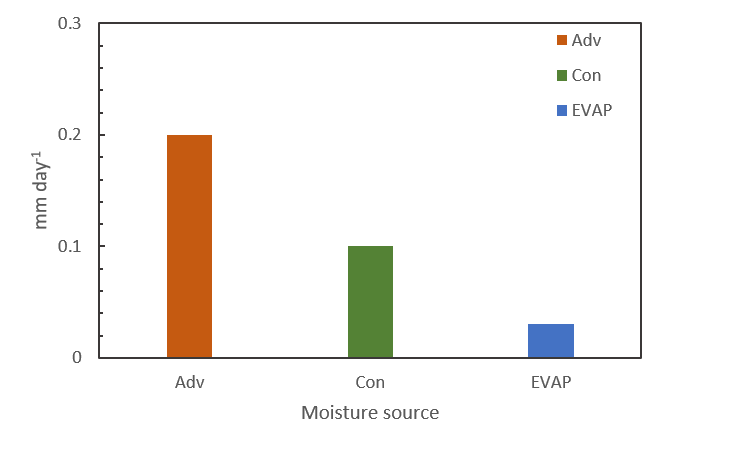 0.3
0.2
0.1
0
mm day-1
Adv
Con
EVAP
Adv Con EVAP
Moisture source